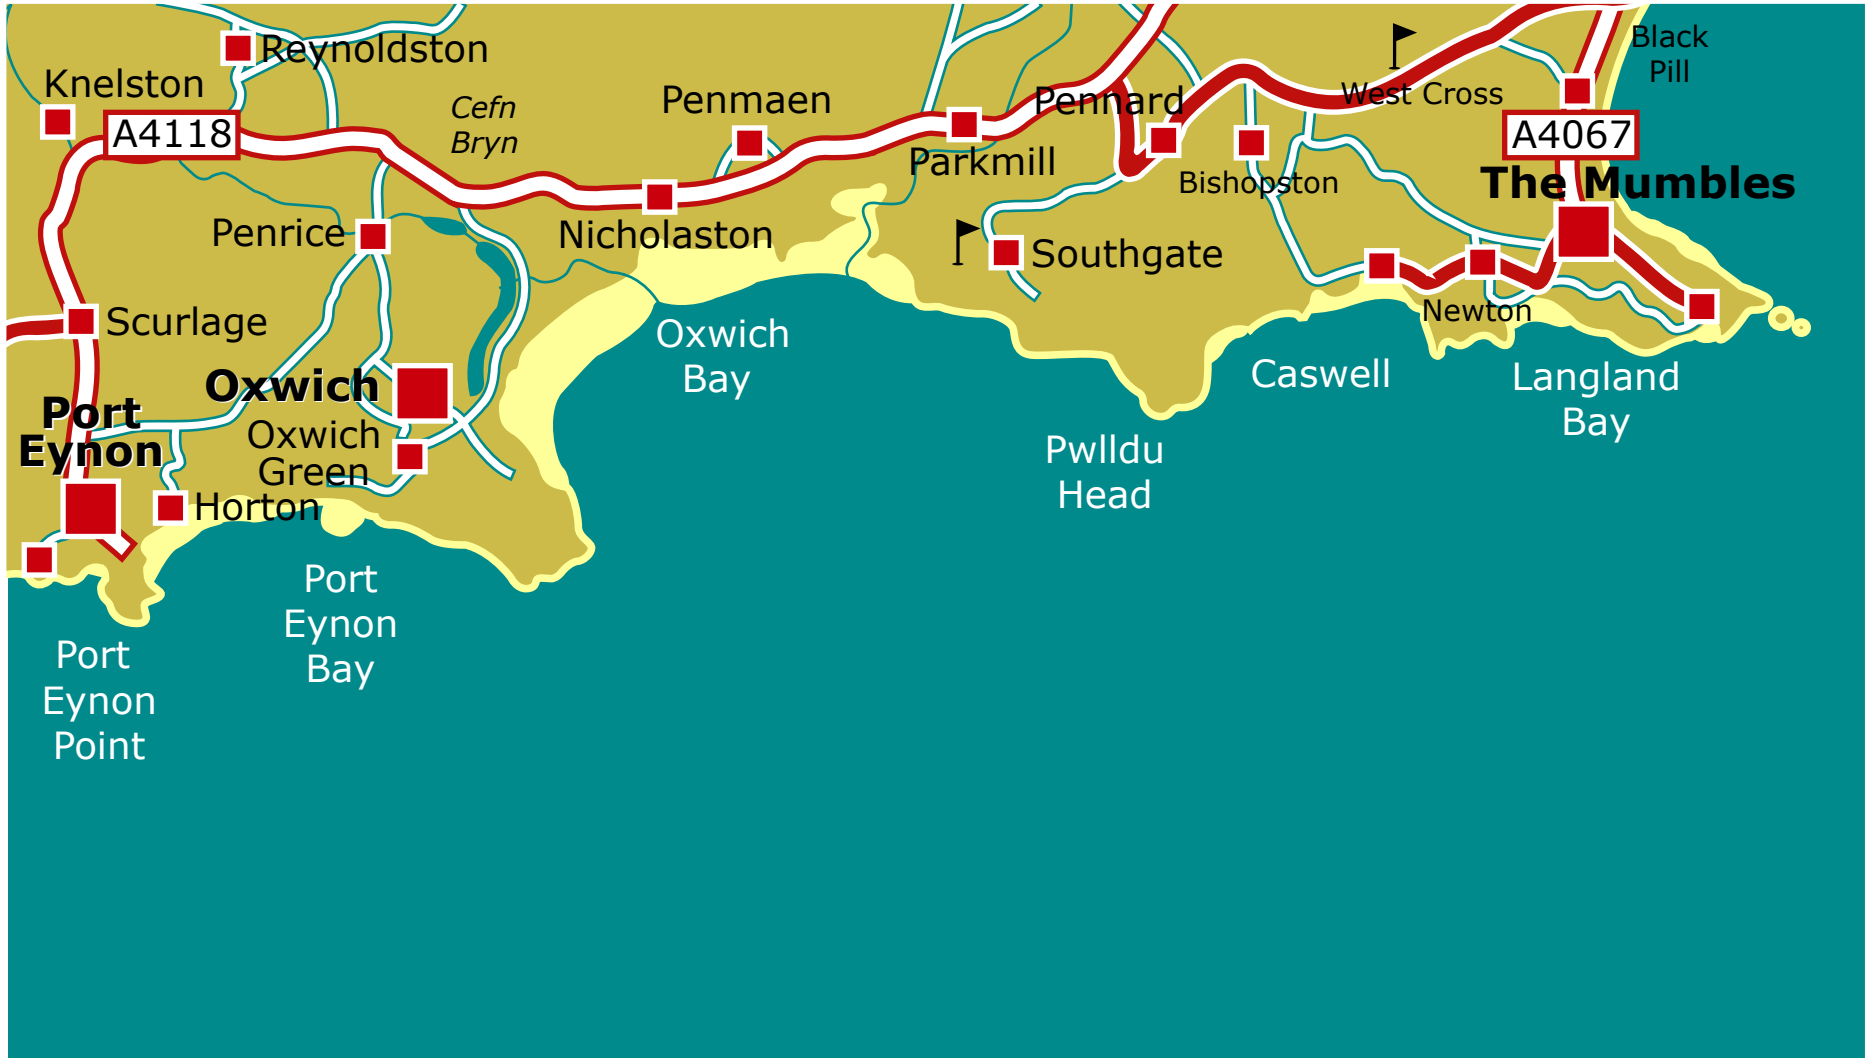 Reynoldston
Knelston
A4118
Cefn
Bryn
Penmaen
Pennard
Parkmill
West Cross
Black
Pill
A4067
The Mumbles
Bishopston
Penrice
Nicholaston
Southgate
Scurlage
Newton
Oxwich
Bay
Caswell
Langland
Bay
Oxwich
Port
Eynon
Oxwich
Green
Horton
Pwlldu
Head
Port
Eynon
Bay
Port
Eynon
Point